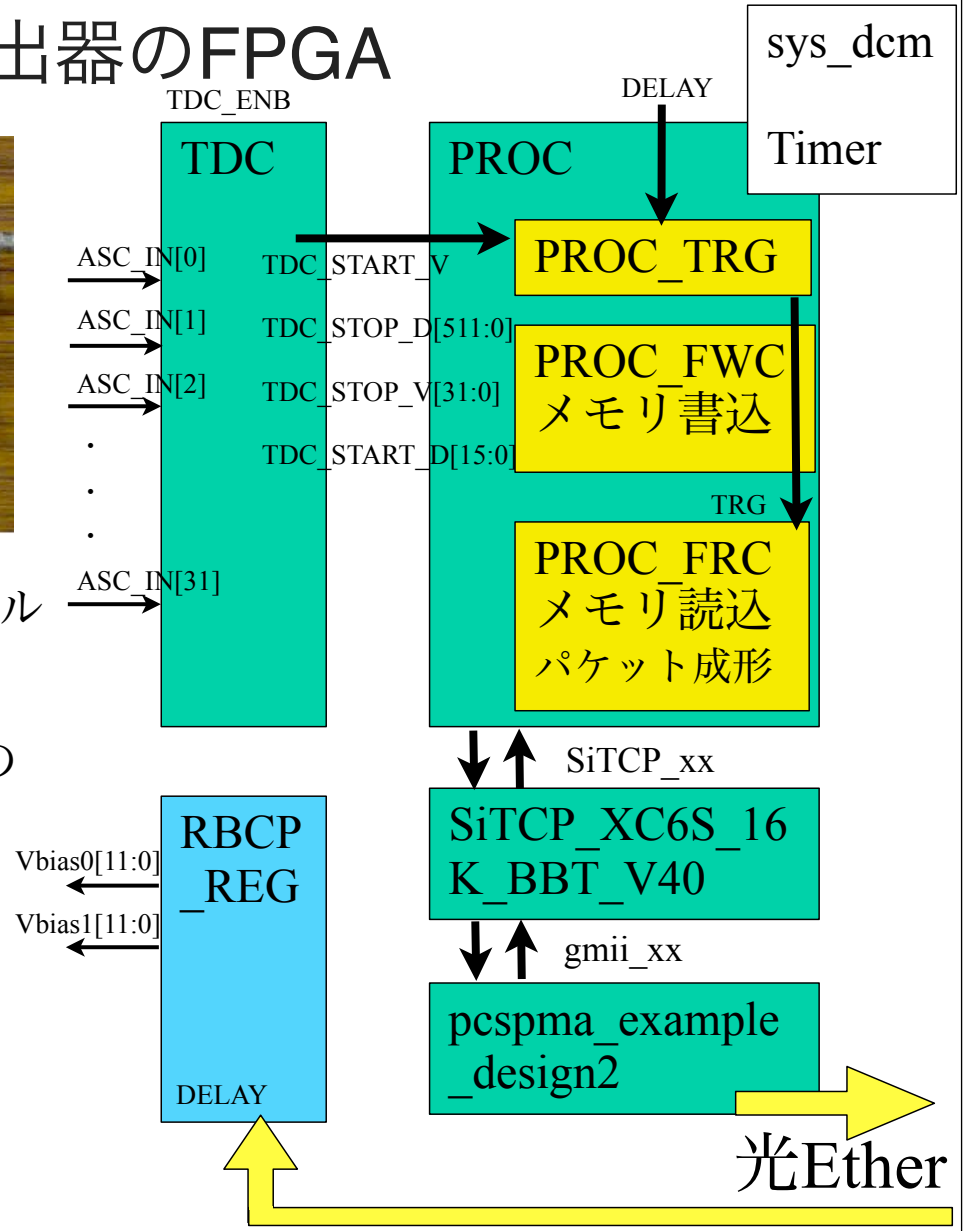 出器のFPGA
sys_dcm
Timer
TDC_ENB
DELAY
TDC
PROC
ASC_IN[0]
TDC_START_V
PROC_TRG
ASC_IN[1]
TDC_STOP_D[511:0]
ASC_IN[2]
TDC_STOP_V[31:0]
PROC_FWC
メモリ書込
.
TDC_START_D[15:0]
.
.
TRG
ASC_IN[31]
PROC_FRC
メモリ読込
パケット成形
ル
の
SiTCP_xx
RBCP
_REG
SiTCP_XC6S_16
K_BBT_V40
Vbias0[11:0]
Vbias1[11:0]
gmii_xx
pcspma_example
_design2
DELAY
光Ether